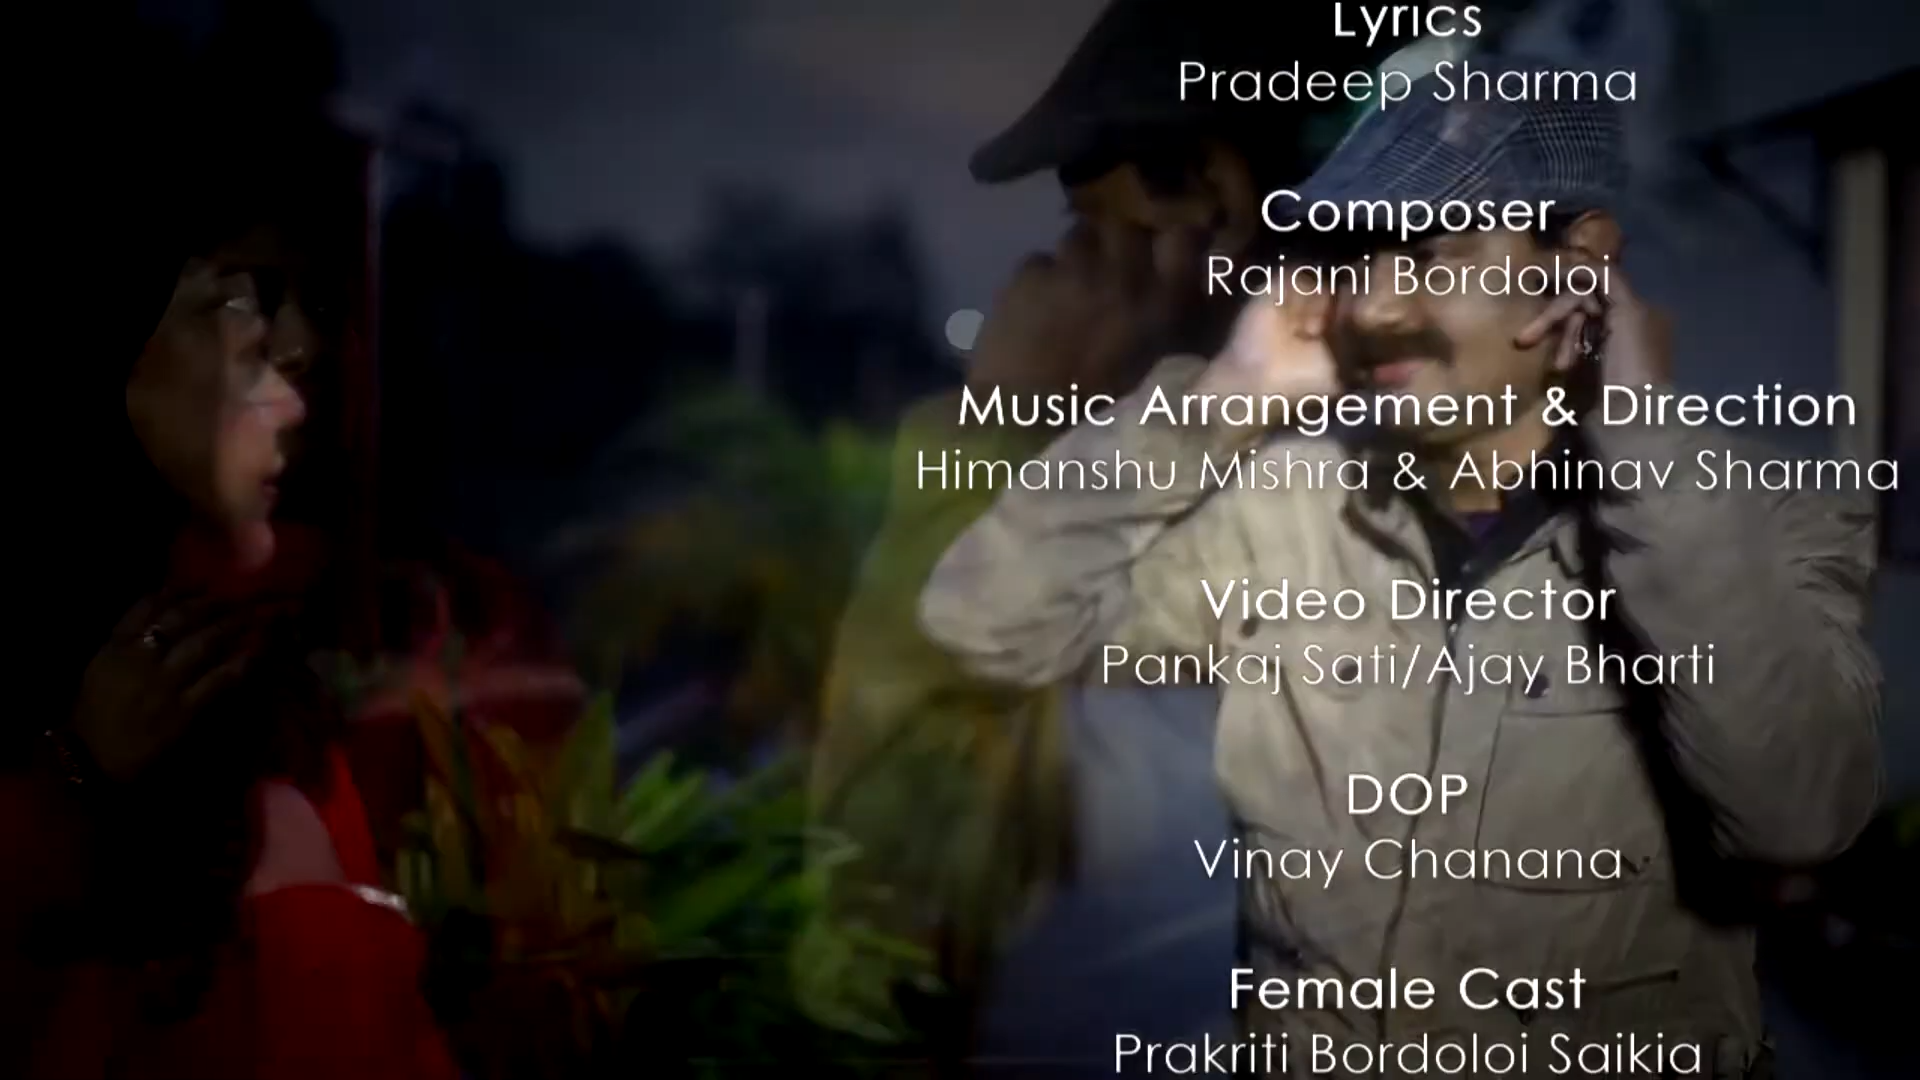 Lyrics
Pradeep Sharma
Composer
Rajani Bordoloi
Music Arrangement & Direction
Himanshu Mishra & Abhinav Sharma
Video Director
Pankaj Sati/Ajay Bharti
DOP
Vinay Chanana
Female Cast
Prakriti Bordoloi Saikia